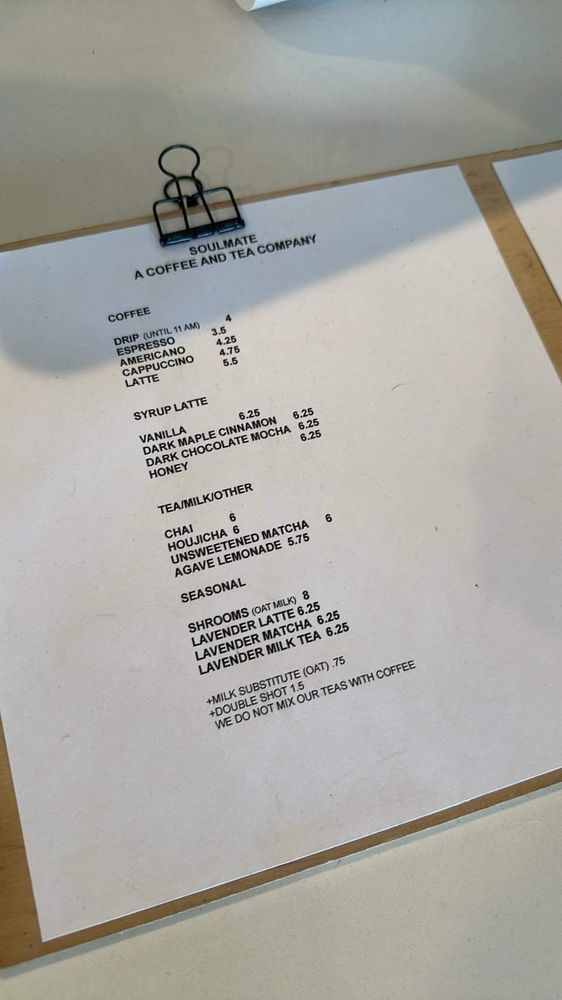 SOULMATE
A COFFEE AND TEA COMPANY
COFFEE
DRIP (UNTIL 11 AM) 4
ESPRESSO 3.5
AMERICANO 4.25
CAPPUCCINO 4.75
LATTE 5.5
SYRUP LATTE
VANILLA 6.25
DARK MAPLE CINNAMON 6.25
DARK CHOCOLATE MOCHA 6.25
HONEY 6.25
TEA/MILK/OTHER
CHAI 6
HOUJICHA 6
UNSWEETENED MATCHA 6
AGAVE LEMONADE 5.75
SEASONAL
SHROOMS (OAT MILK) 8
LAVENDER LATTE 6.25
LAVENDER MATCHA 6.25
LAVENDER MILK TEA 6.25
+MILK SUBSTITUTE (OAT) .75
+DOUBLE SHOT 1.5
WE DO NOT MIX OUR TEAS WITH COFFEE